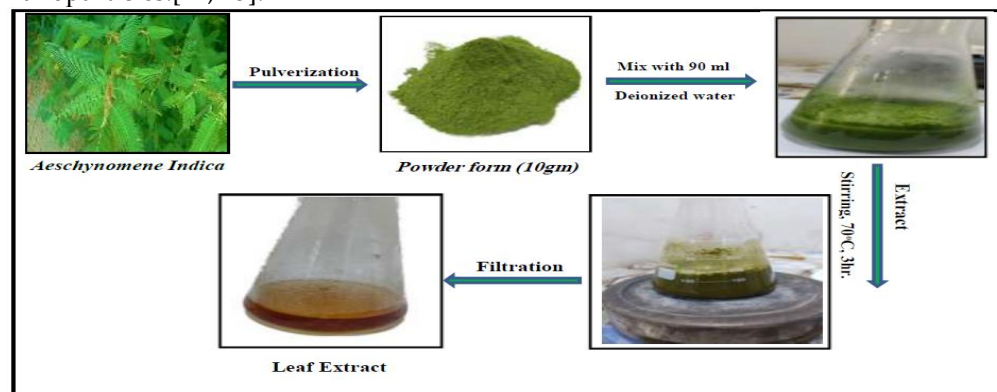 Pulverization
Mix with 90 ml
Deionized water
Aeschynomene Indica
Powder form (10gm)
Extract
Stirring, 70°C, 3hr.
Filtration
Leaf Extract